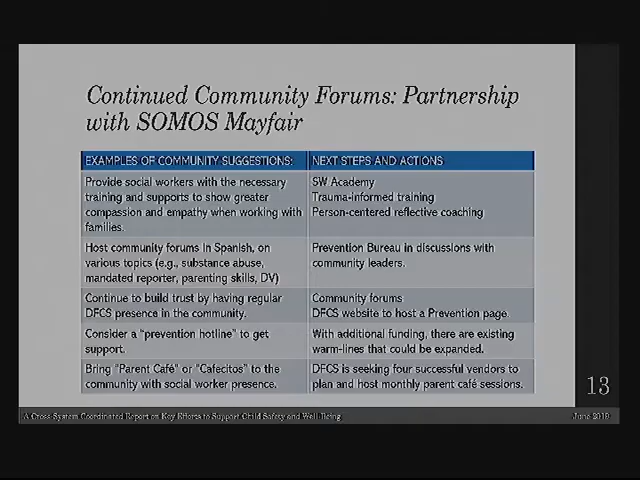 Continued Community Forums: Partnership
with SOMOS Mayfair
EXAMPLES OF COMMUNITY SUGGESTIONS:
NEXT STEPS AND ACTIONS
Provide social workers with the necessary
training and supports to show greater
compassion and empathy when working with
families.
SW Academy
Trauma-informed training
Person-centered reflective coaching
Host community forums in Spanish, on
various topics (e.g., substance abuse,
mandated reporter, parenting skills, DV)
Prevention Bureau in discussions with
community leaders.
Continue to build trust by having regular
DFCS presence in the community.
Community forums
DFCS website to host a Prevention page.
Consider a "prevention hotline" to get
support.
With additional funding, there are existing
warm-lines that could be expanded.
Bring "Parent Café" or "Cafecitos" to the
community with social worker presence.
DFCS is seeking four successful vendors to
plan and host monthly parent café sessions.
13
A Cross-System Coordinated Report on Key Efforts to Support Child Safety and Well-Being
June 2019